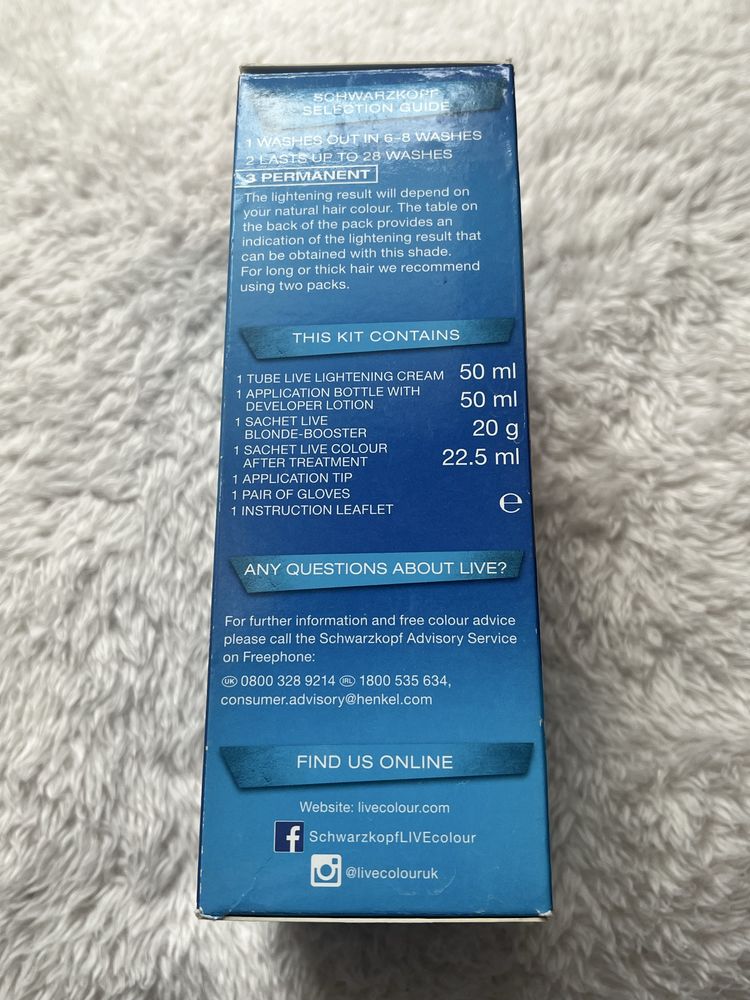 SCHWARZKOPF
SELECTION GUIDE
1 WASHES OUT IN 6-8 WASHES
2 LASTS UP TO 28 WASHES
3 PERMANENT
The lightening result will depend on
your natural hair colour. The table on
the back of the pack provides an
indication of the lightening result that
can be obtained with this shade.
For long or thick hair we recommend
using two packs.
THIS KIT CONTAINS
1 TUBE LIVE LIGHTENING CREAM 50 ml
1 APPLICATION BOTTLE WITH
DEVELOPER LOTION 50 ml
1 SACHET LIVE
BLONDE-BOOSTER 20 g
1 SACHET LIVE COLOUR
AFTER TREATMENT 22.5 ml
1 APPLICATION TIP
1 PAIR OF GLOVES
1 INSTRUCTION LEAFLET ℮
ANY QUESTIONS ABOUT LIVE?
For further information and free colour advice
please call the Schwarzkopf Advisory Service
on Freephone:
UK 0800 328 9214 IRL 1800 535 634,
consumer.advisory@henkel.com
FIND US ONLINE
Website: livecolour.com
f SchwarzkopfLIVEcolour
@livecolouruk